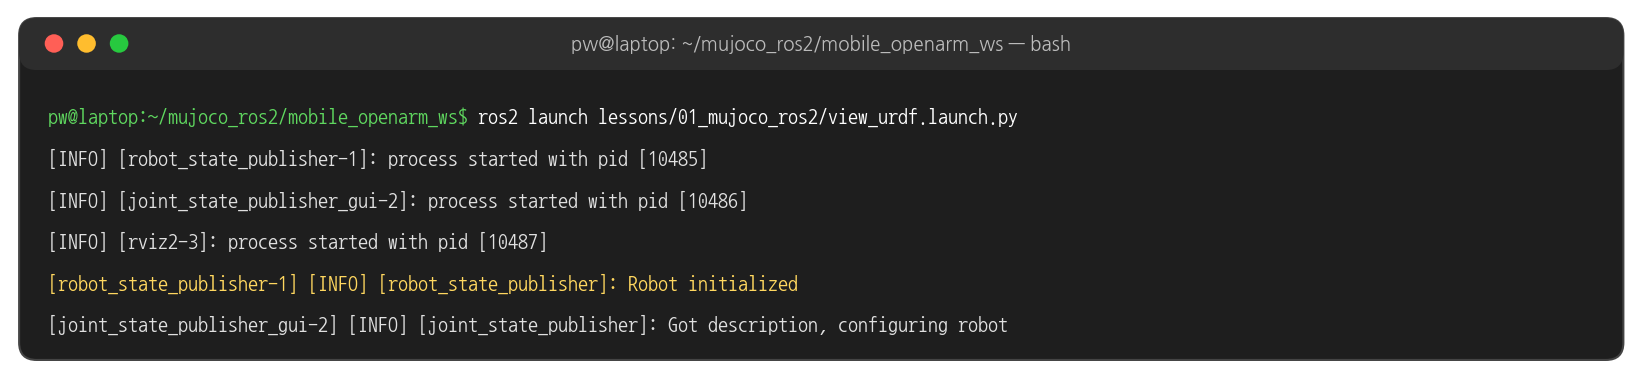 pw@laptop: ~/mujoco_ros2/mobile_openarm_ws — bash
pw@laptop:~/mujoco_ros2/mobile_openarm_ws$ ros2 launch lessons/01_mujoco_ros2/view_urdf.launch.py
[INFO] [robot_state_publisher-1]: process started with pid [10485]
[INFO] [joint_state_publisher_gui-2]: process started with pid [10486]
[INFO] [rviz2-3]: process started with pid [10487]
[robot_state_publisher-1] [INFO] [robot_state_publisher]: Robot initialized
[joint_state_publisher_gui-2] [INFO] [joint_state_publisher]: Got description, configuring robot